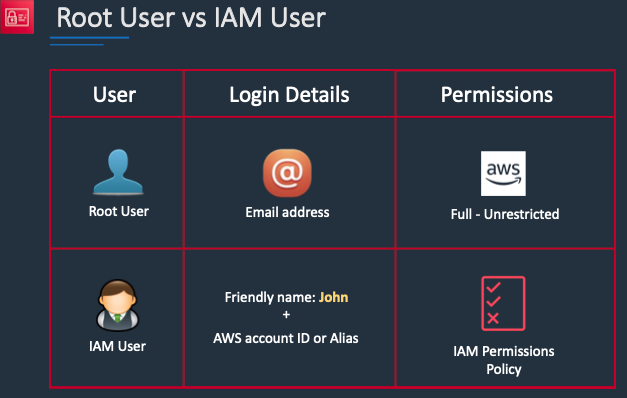 Root User vs IAM User
User
Login Details
Permissions
Root User
@
Email address
aws
Full - Unrestricted
IAM User
Friendly name: John
+
AWS account ID or Alias
IAM Permissions
Policy